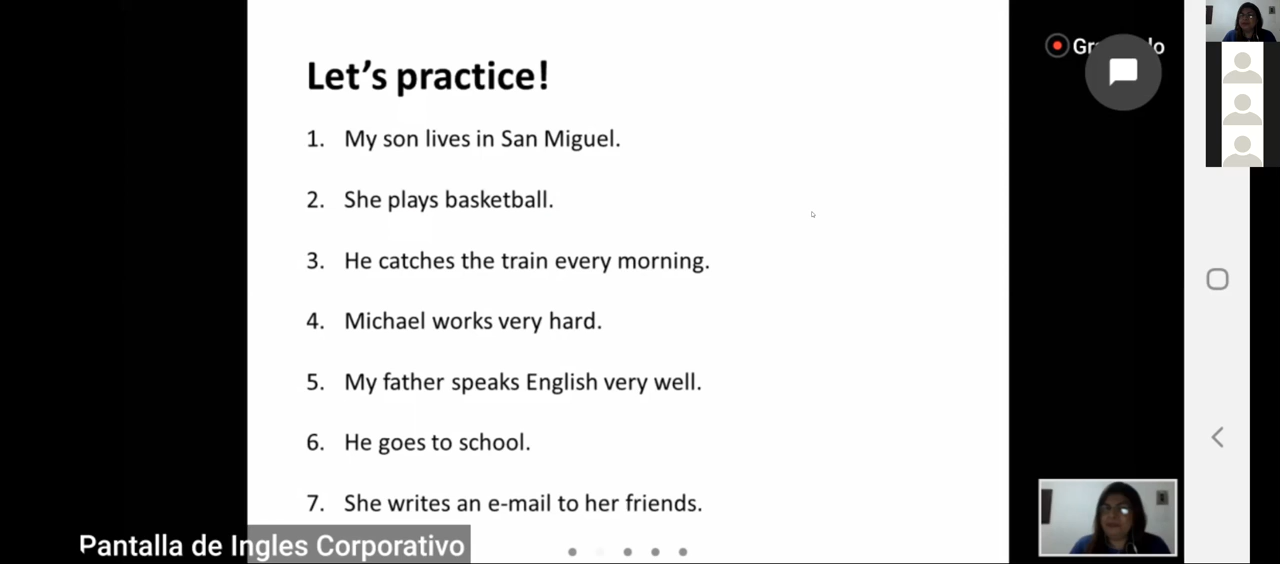 Let's practice!
1. My son lives in San Miguel.
2. She plays basketball.
3. He catches the train every morning.
4. Michael works very hard.
5. My father speaks English very well.
6. He goes to school.
7. She writes an e-mail to her friends.
Pantalla de Ingles Corporativo